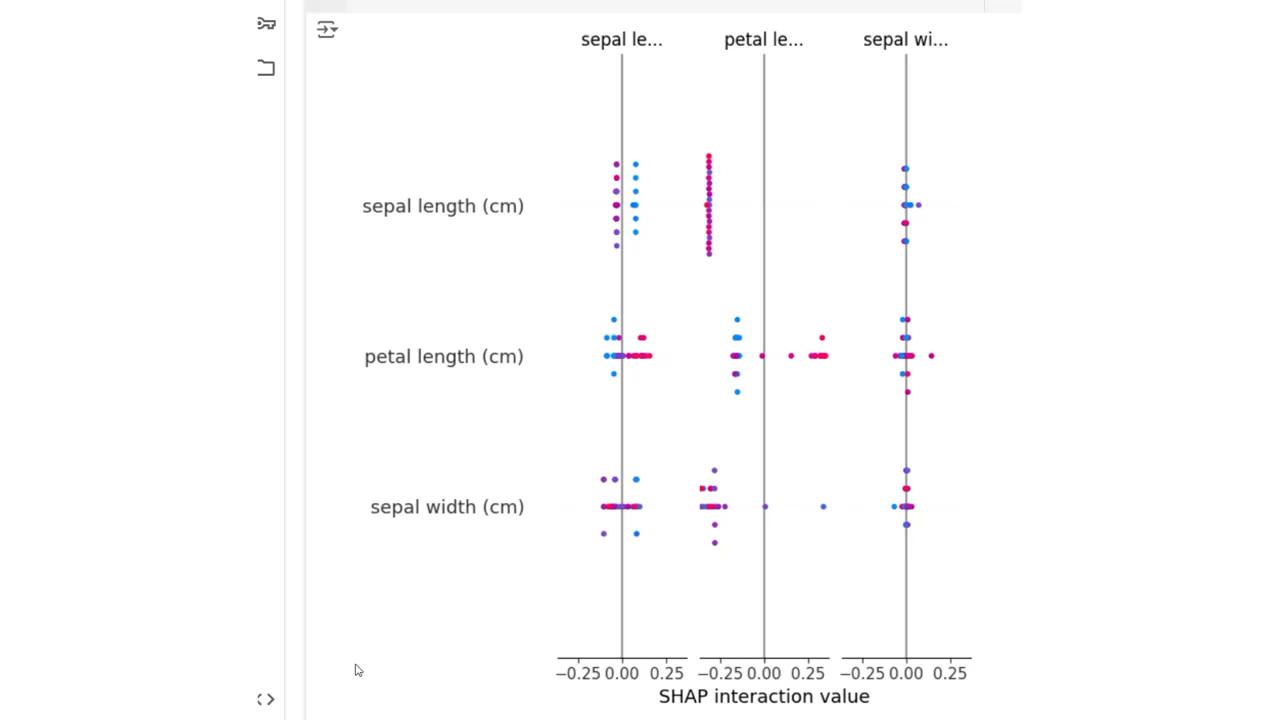 sepal le... petal le... sepal wi...
sepal length (cm)
petal length (cm)
sepal width (cm)
−0.25 0.00 0.25 −0.25 0.00 0.25 −0.25 0.00 0.25
SHAP interaction value